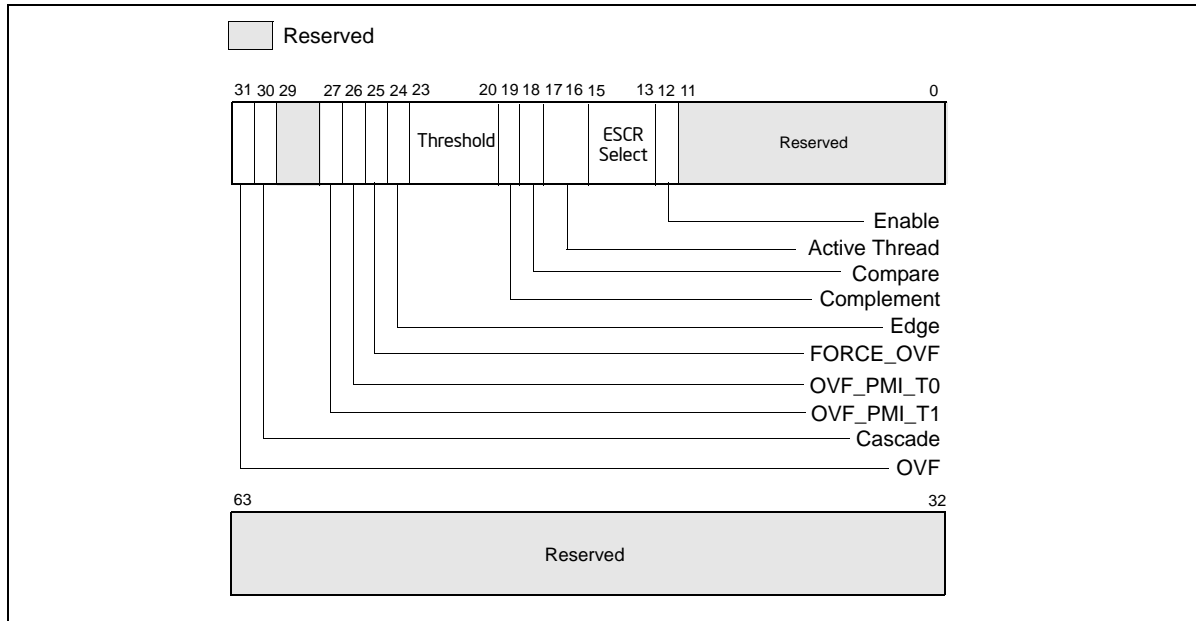 Reserved
31 30 29 27 26 25 24 23 20 19 18 17 16 15 13 12 11 0
Threshold
ESCR
Select
Reserved
Enable
Active Thread
Compare
Complement
Edge
FORCE_OVF
OVF_PMI_T0
OVF_PMI_T1
Cascade
OVF
63 32
Reserved